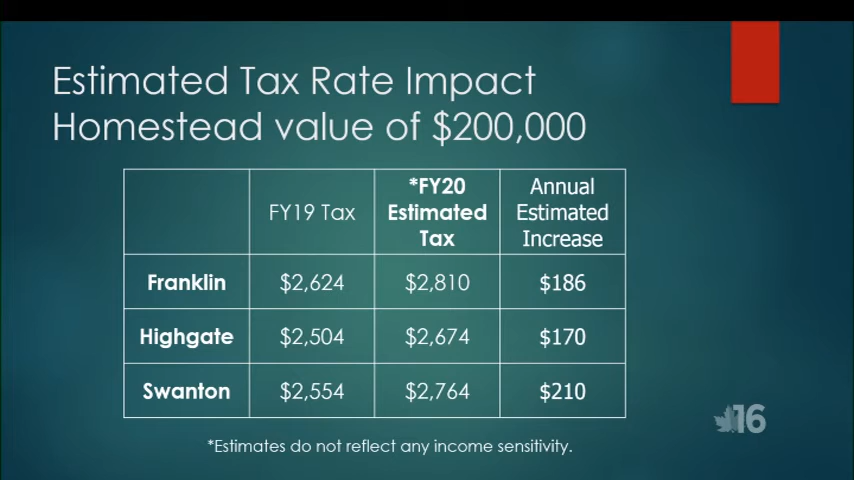 Estimated Tax Rate Impact
Homestead value of $200,000
FY19 Tax
*FY20
Estimated
Tax
Annual
Estimated
Increase
Franklin $2,624 $2,810 $186
Highgate $2,504 $2,674 $170
Swanton $2,554 $2,764 $210
16
*Estimates do not reflect any income sensitivity.